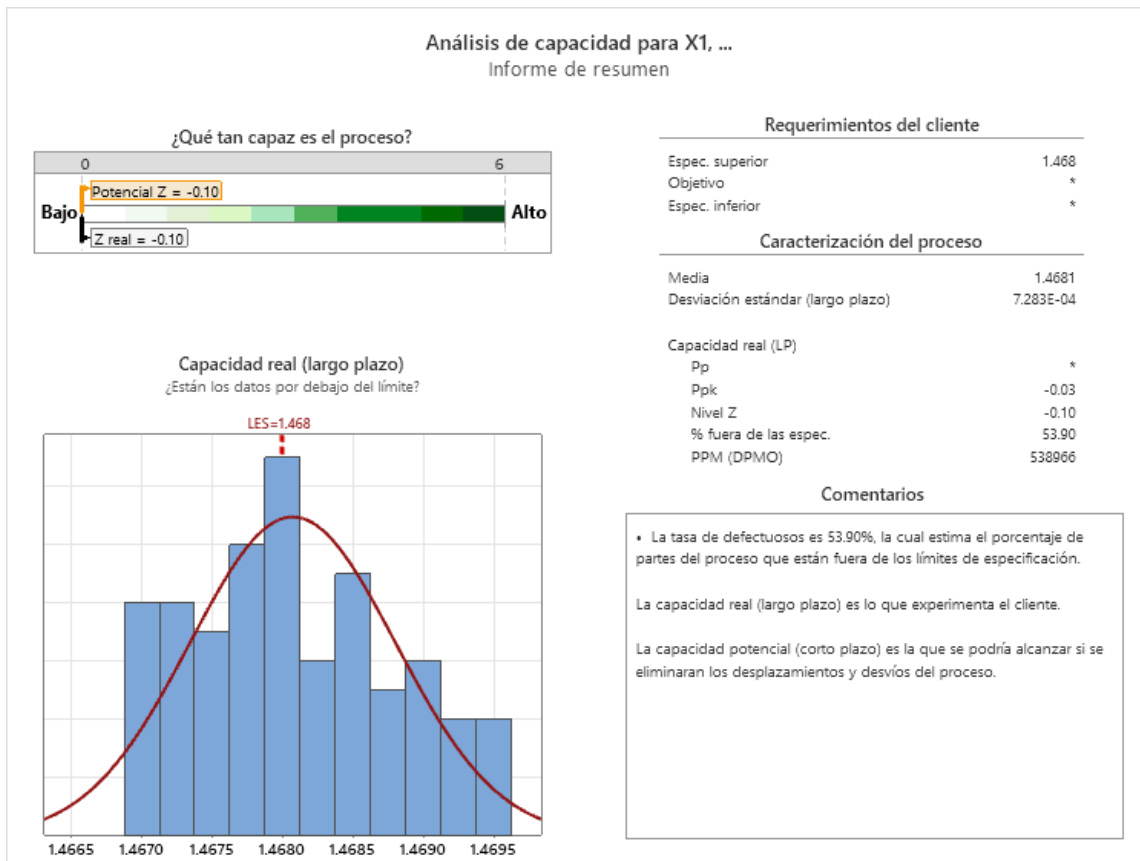 Análisis de capacidad para X1, ...
Informe de resumen
¿Qué tan capaz es el proceso?
0 6
Potencial Z = -0.10
Bajo Alto
Z real = -0.10
Requerimientos del cliente
Espec. superior 1.468
Objetivo *
Espec. inferior *
Caracterización del proceso
Media 1.4681
Desviación estándar (largo plazo) 7.283E-04
Capacidad real (LP)
Pp *
Ppk -0.03
Nivel Z -0.10
% fuera de las espec. 53.90
PPM (DPMO) 538966
Capacidad real (largo plazo)
¿Están los datos por debajo del límite?
LES=1.468
1.4665 1.4670 1.4675 1.4680 1.4685 1.4690 1.4695
Comentarios
• La tasa de defectuosos es 53.90%, la cual estima el porcentaje de
partes del proceso que están fuera de los límites de especificación.
La capacidad real (largo plazo) es lo que experimenta el cliente.
La capacidad potencial (corto plazo) es la que se podría alcanzar si se
eliminaran los desplazamientos y desvíos del proceso.